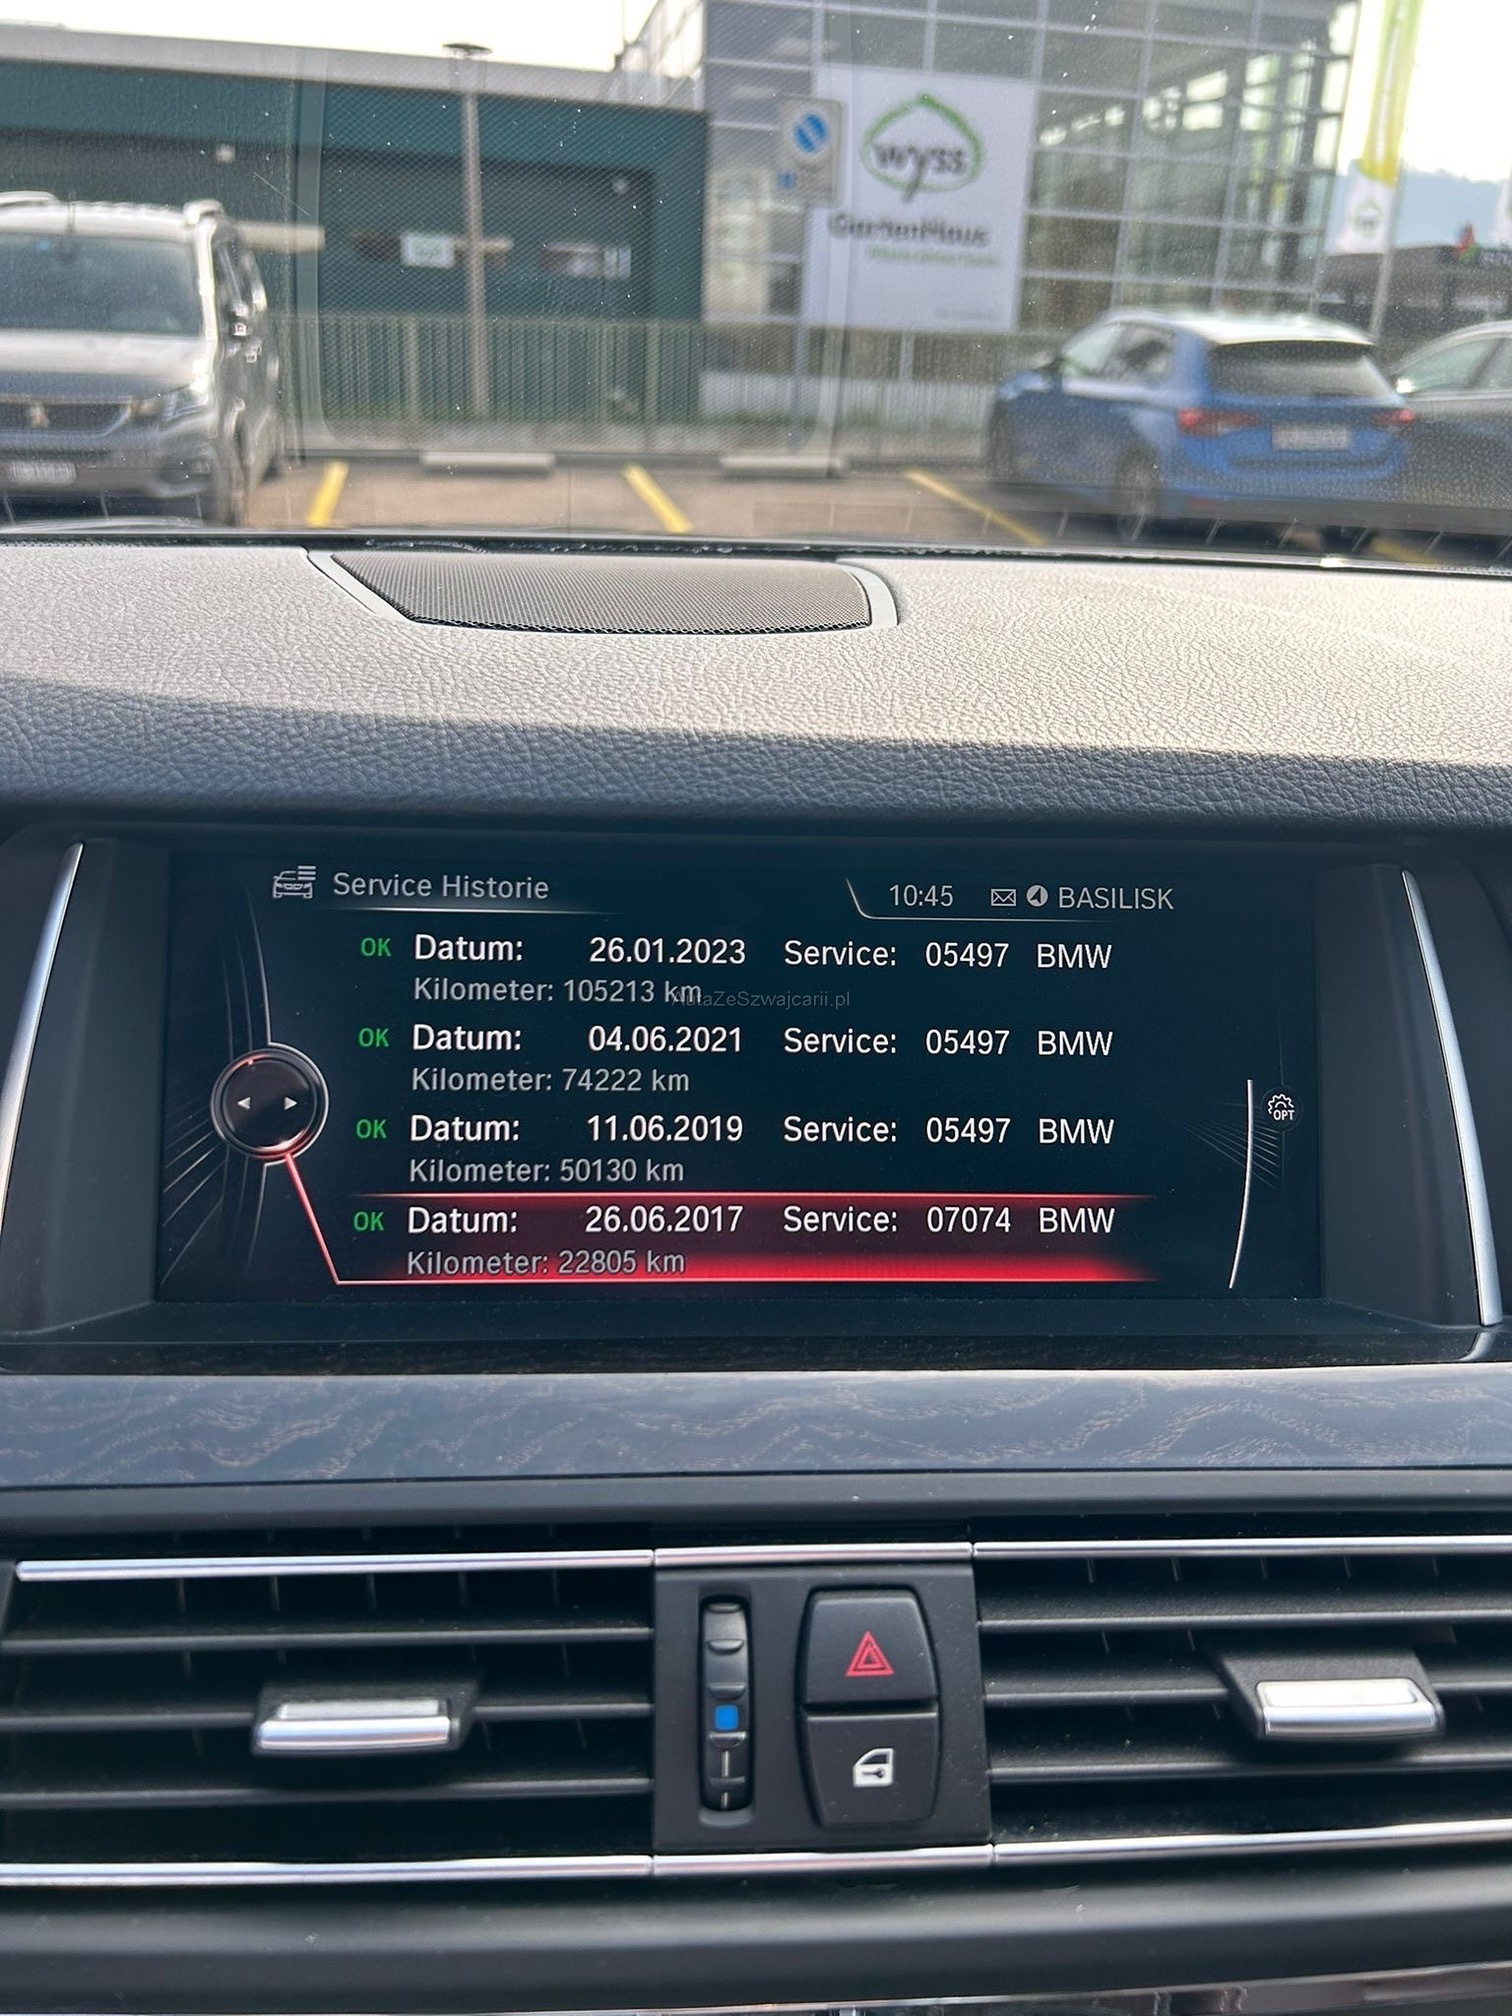 wyss
GartenHaus
Service Historie
10:45 BASILISK
OK Datum: 26.01.2023 Service: 05497 BMW
Kilometer: 105213 km
AutaZeSzwajcarii.pl
OK Datum: 04.06.2021 Service: 05497 BMW
Kilometer: 74222 km
OPT
OK Datum: 11.06.2019 Service: 05497 BMW
Kilometer: 50130 km
OK Datum: 26.06.2017 Service: 07074 BMW
Kilometer: 22805 km